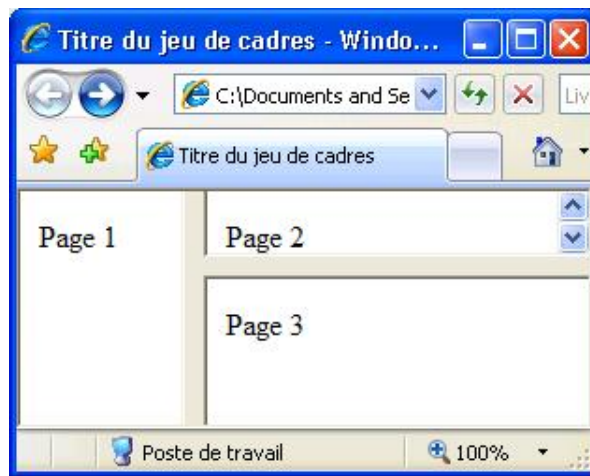 Titre du jeu de cadres - Windo...
C:\Documents and Se
Liv
Titre du jeu de cadres
Page 1
Page 2
Page 3
Poste de travail
100%